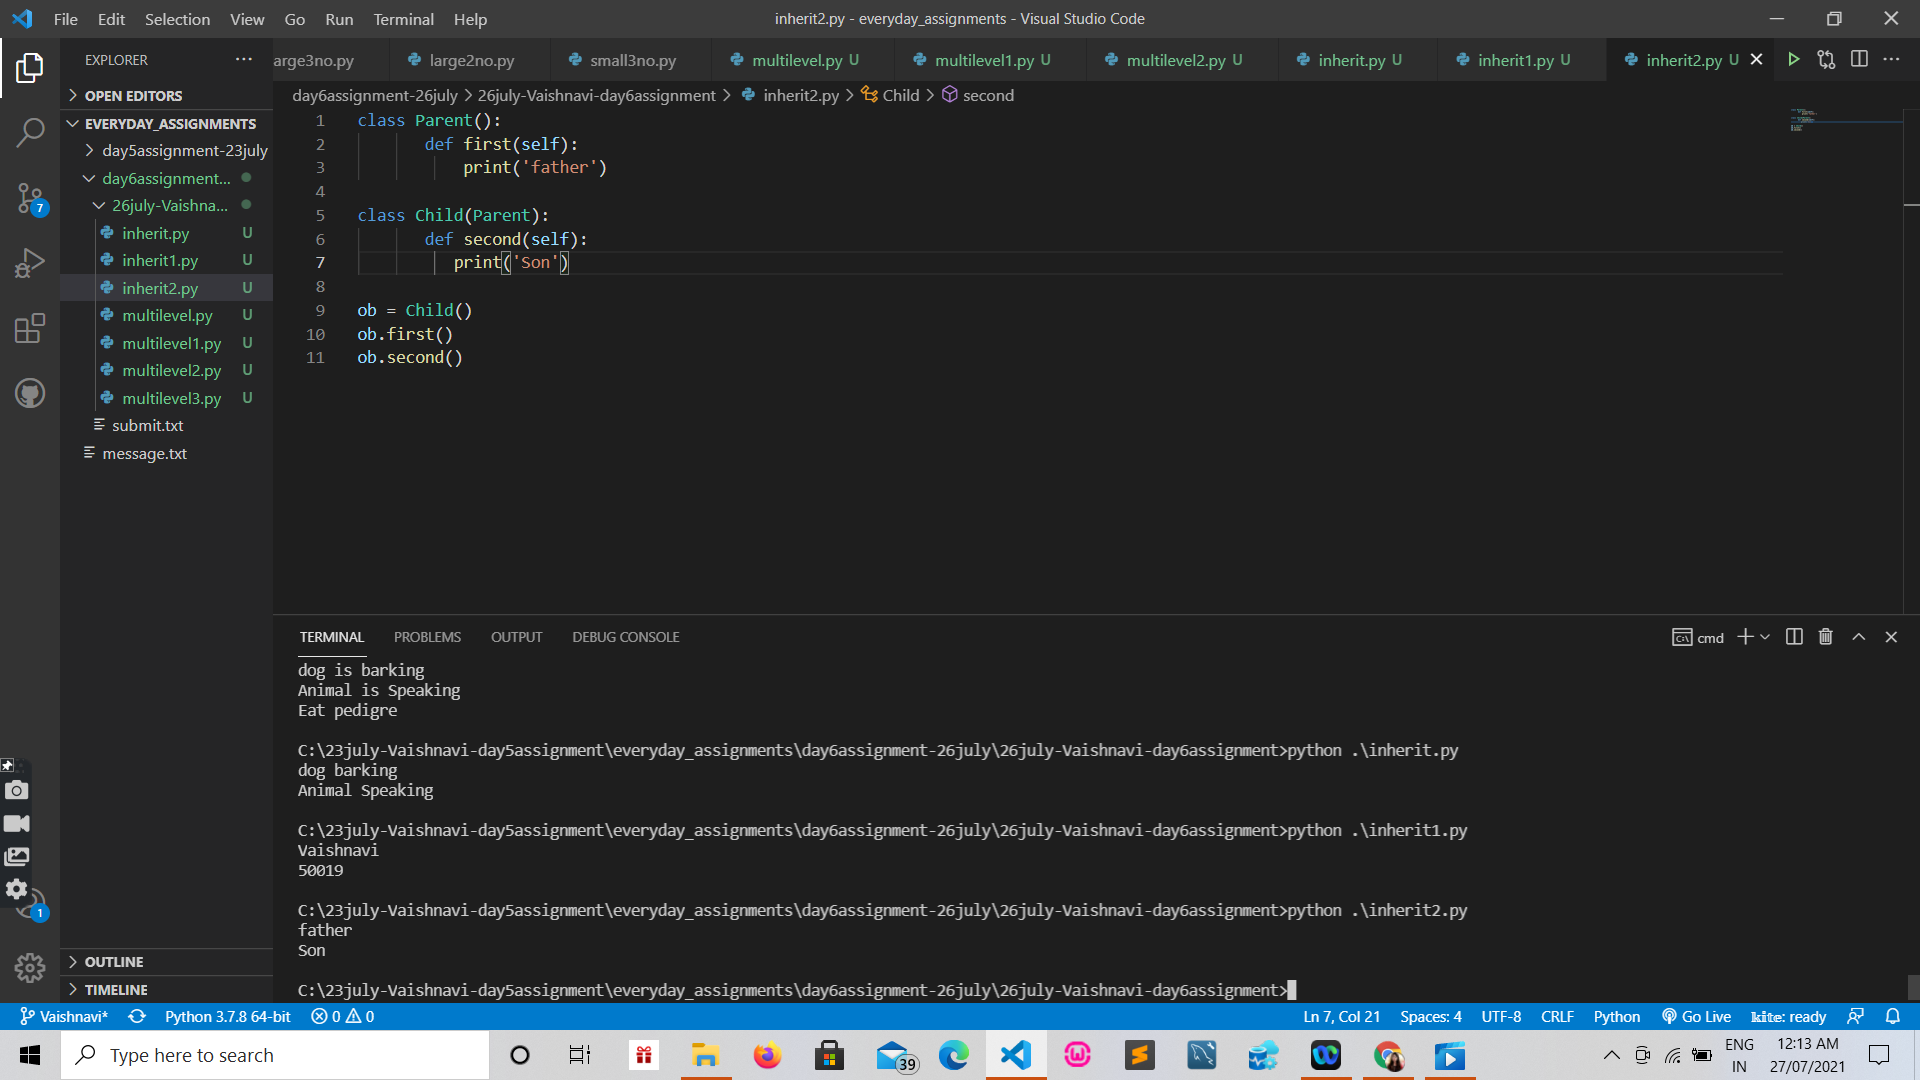 File Edit Selection View Go Run Terminal Help
inherit2.py - everyday_assignments - Visual Studio Code
EXPLORER ···
arge3no.py large2no.py small3no.py multilevel.py U multilevel1.py U multilevel2.py U inherit.py U inherit1.py U inherit2.py U
OPEN EDITORS
EVERYDAY_ASSIGNMENTS
day5assignment-23july
day6assignment...
26july-Vaishna...
inherit.py U
inherit1.py U
inherit2.py U
multilevel.py U
multilevel1.py U
multilevel2.py U
multilevel3.py U
submit.txt
message.txt
OUTLINE
TIMELINE
7
1
day6assignment-26july > 26july-Vaishnavi-day6assignment > inherit2.py > Child > second
1 class Parent():
2 def first(self):
3 print('father')
4
5 class Child(Parent):
6 def second(self):
7 print('Son')
8
9 ob = Child()
10 ob.first()
11 ob.second()
TERMINAL PROBLEMS OUTPUT DEBUG CONSOLE
cmd
dog is barking
Animal is Speaking
Eat pedigre
C:\23july-Vaishnavi-day5assignment\everyday_assignments\day6assignment-26july\26july-Vaishnavi-day6assignment>python .\inherit.py
dog barking
Animal Speaking
C:\23july-Vaishnavi-day5assignment\everyday_assignments\day6assignment-26july\26july-Vaishnavi-day6assignment>python .\inherit1.py
Vaishnavi
50019
C:\23july-Vaishnavi-day5assignment\everyday_assignments\day6assignment-26july\26july-Vaishnavi-day6assignment>python .\inherit2.py
father
Son
C:\23july-Vaishnavi-day5assignment\everyday_assignments\day6assignment-26july\26july-Vaishnavi-day6assignment>
Vaishnavi* Python 3.7.8 64-bit 0 0 Ln 7, Col 21 Spaces: 4 UTF-8 CRLF Python Go Live kite: ready
Type here to search
39
ENG
IN
12:13 AM
27/07/2021